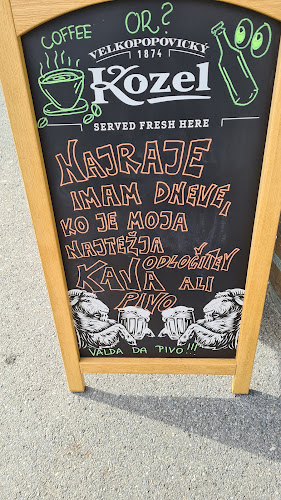 COFFEE OR?
VELKOPOPOVICKÝ
1874
Kozel
SERVED FRESH HERE
NAJRAJE
IMAM DNEVE,
KO JE MOJA
NAJTEŽJA
ODLOČITEV
KAVA ALI
PIVO
VALDA DA PIVO!!!